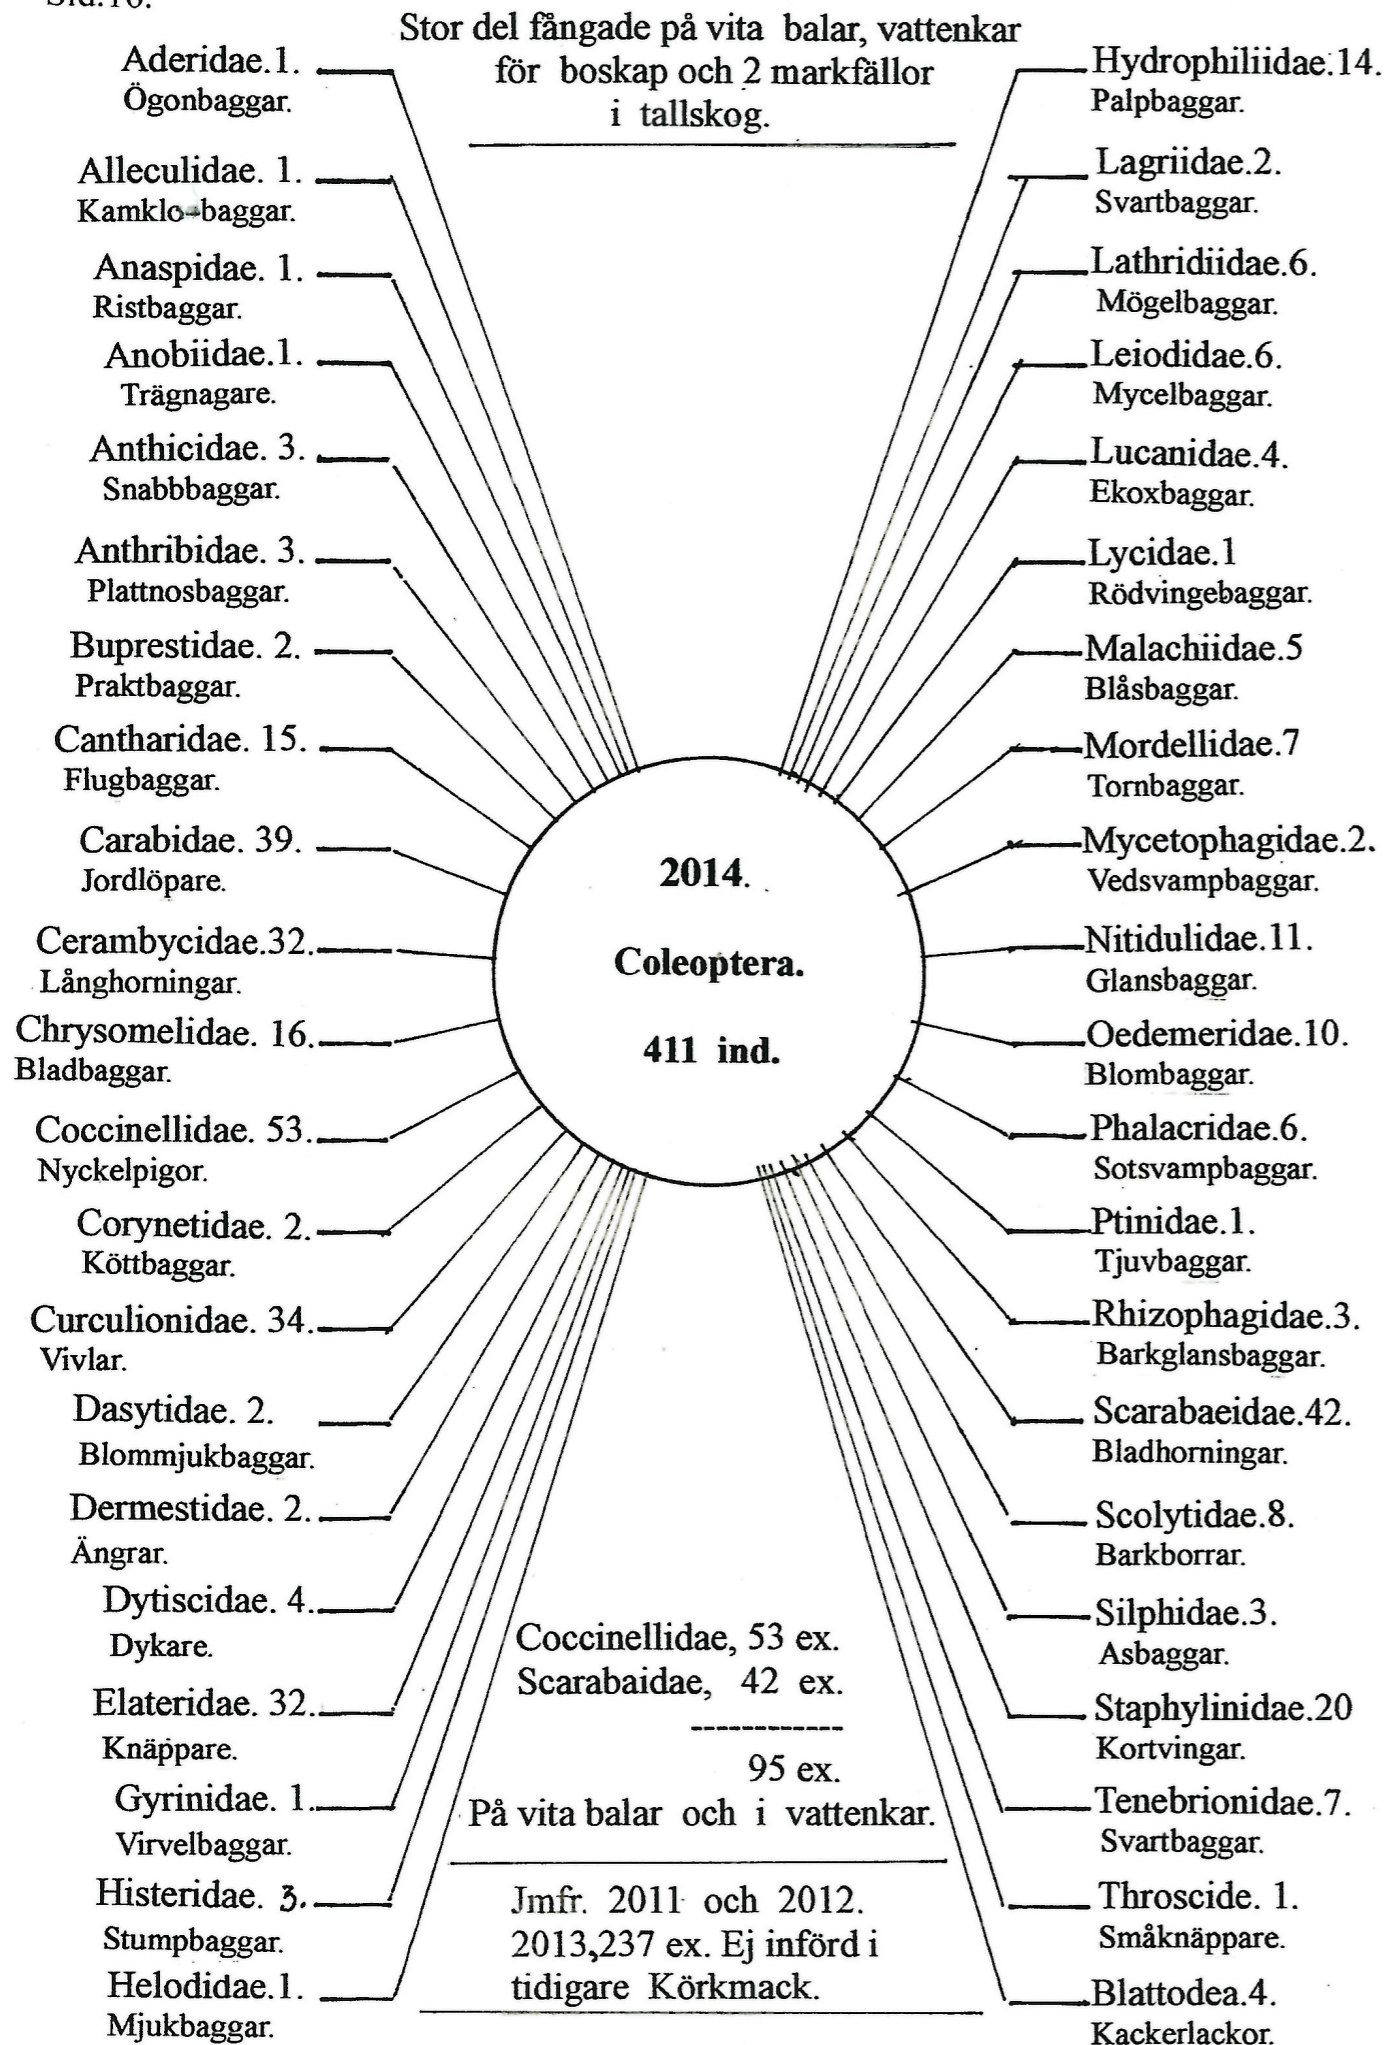 Sid.16.
Stor del fångade på vita balar, vattenkar
för boskap och 2 markfällor
i tallskog.
Aderidae.1.
Ögonbaggar.
Alleculidae. 1.
Kamklo-baggar.
Anaspidae. 1.
Ristbaggar.
Anobiidae.1.
Trägnagare.
Anthicidae. 3.
Snabbbaggar.
Anthribidae. 3.
Plattnosbaggar.
Buprestidae. 2.
Praktbaggar.
Cantharidae. 15.
Flugbaggar.
Carabidae. 39.
Jordlöpare.
Cerambycidae.32.
Långhorningar.
Chrysomelidae. 16.
Bladbaggar.
Coccinellidae. 53.
Nyckelpigor.
Corynetidae. 2.
Köttbaggar.
Curculionidae. 34.
Vivlar.
Dasytidae. 2.
Blommjukbaggar.
Dermestidae. 2.
Ängrar.
Dytiscidae. 4.
Dykare.
Elateridae. 32.
Knäppare.
Gyrinidae. 1.
Virvelbaggar.
Histeridae. 3.
Stumpbaggar.
Helodidae.1.
Mjukbaggar.
2014.
Coleoptera.
411 ind.
Coccinellidae, 53 ex.
Scarabaidae, 42 ex.
------------
95 ex.
På vita balar och i vattenkar.
Jmfr. 2011 och 2012.
2013,237 ex. Ej införd i
tidigare Körkmack.
Hydrophiliidae.14.
Palpbaggar.
Lagriidae.2.
Svartbaggar.
Lathridiidae.6.
Mögelbaggar.
Leiodidae.6.
Mycelbaggar.
Lucanidae.4.
Ekoxbaggar.
Lycidae.1
Rödvingebaggar.
Malachiidae.5
Blåsbaggar.
Mordellidae.7
Tornbaggar.
Mycetophagidae.2.
Vedsvampbaggar.
Nitidulidae.11.
Glansbaggar.
Oedemeridae.10.
Blombaggar.
Phalacridae.6.
Sotsvampbaggar.
Ptinidae.1.
Tjuvbaggar.
Rhizophagidae.3.
Barkglansbaggar.
Scarabaeidae.42.
Bladhorningar.
Scolytidae.8.
Barkborrar.
Silphidae.3.
Asbaggar.
Staphylinidae.20
Kortvingar.
Tenebrionidae.7.
Svartbaggar.
Throscide. 1.
Småknäppare.
Blattodea.4.
Kackerlackor.